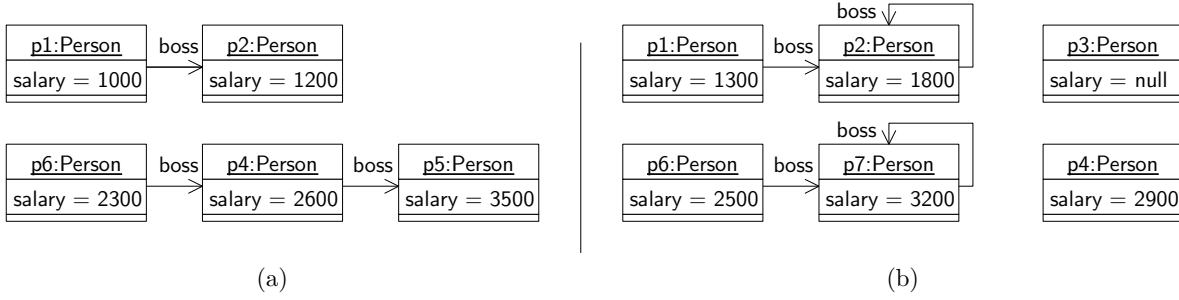 boss boss
p1:Person boss p2:Person p1:Person boss p2:Person p3:Person
salary = 1000 salary = 1200 salary = 1300 salary = 1800 salary = null
boss
p6:Person boss p4:Person boss p5:Person p6:Person boss p7:Person p4:Person
salary = 2300 salary = 2600 salary = 3500 salary = 2500 salary = 3200 salary = 2900
(a) (b)